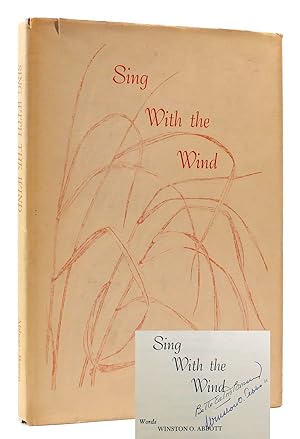 SING WITH THE WIND
Sing
With the
Wind
Sing
With the
Wind
Words
WINSTON O. ABBOTT